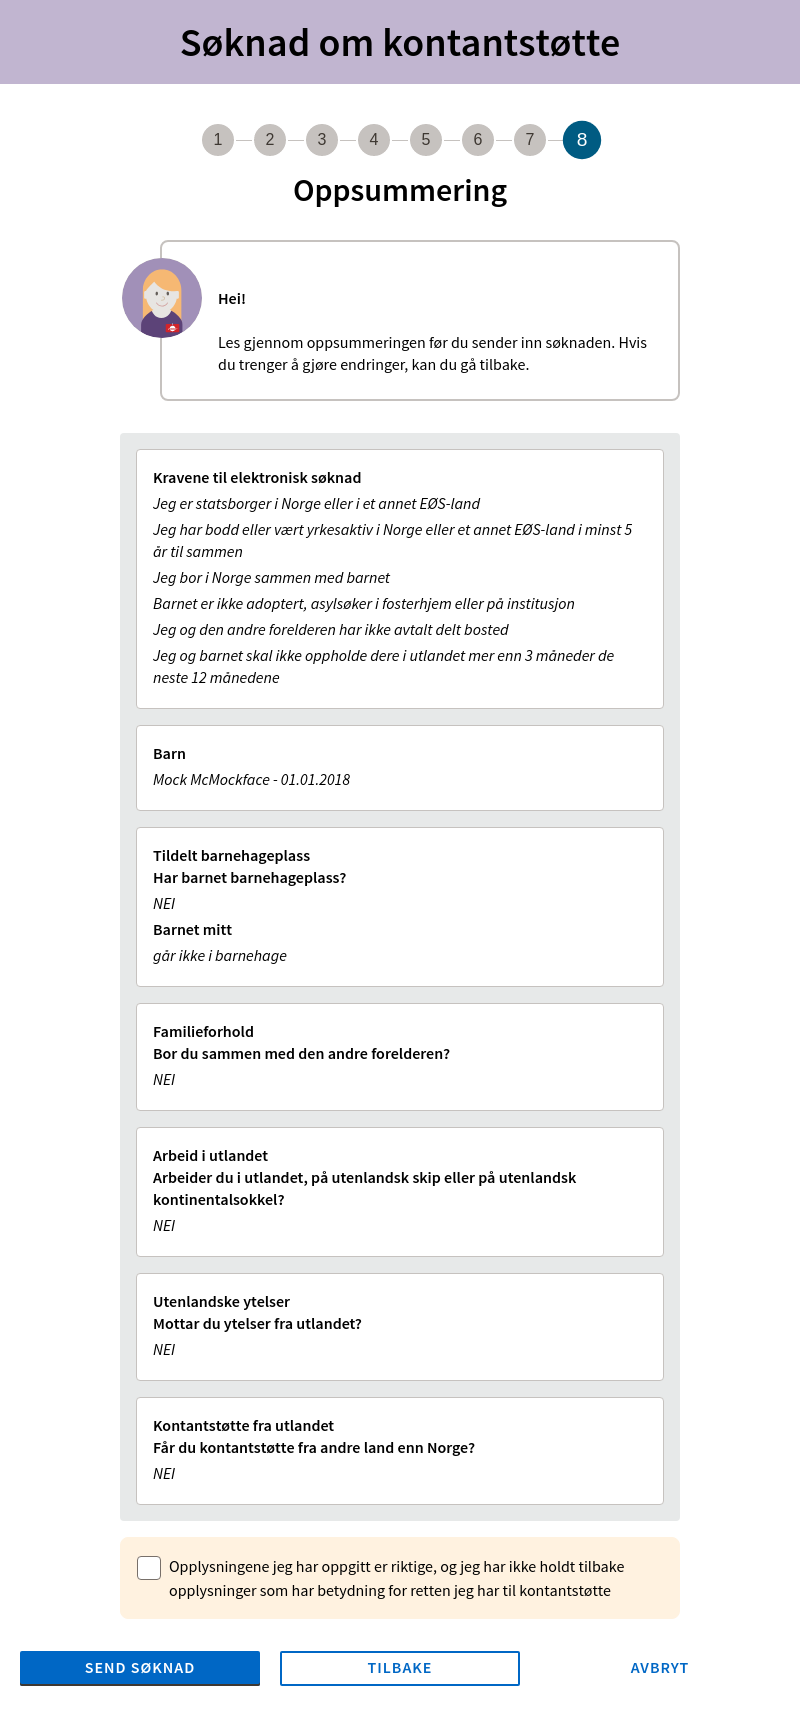 Søknad om kontantstøtte
1 2 3 4 5 6 7 8
Oppsummering
Hei!
Les gjennom oppsummeringen før du sender inn søknaden. Hvis
du trenger å gjøre endringer, kan du gå tilbake.
Kravene til elektronisk søknad
Jeg er statsborger i Norge eller i et annet EØS-land
Jeg har bodd eller vært yrkesaktiv i Norge eller et annet EØS-land i minst 5
år til sammen
Jeg bor i Norge sammen med barnet
Barnet er ikke adoptert, asylsøker i fosterhjem eller på institusjon
Jeg og den andre forelderen har ikke avtalt delt bosted
Jeg og barnet skal ikke oppholde dere i utlandet mer enn 3 måneder de
neste 12 månedene
Barn
Mock McMockface - 01.01.2018
Tildelt barnehageplass
Har barnet barnehageplass?
NEI
Barnet mitt
går ikke i barnehage
Familieforhold
Bor du sammen med den andre forelderen?
NEI
Arbeid i utlandet
Arbeider du i utlandet, på utenlandsk skip eller på utenlandsk
kontinentalsokkel?
NEI
Utenlandske ytelser
Mottar du ytelser fra utlandet?
NEI
Kontantstøtte fra utlandet
Får du kontantstøtte fra andre land enn Norge?
NEI
Opplysningene jeg har oppgitt er riktige, og jeg har ikke holdt tilbake
opplysninger som har betydning for retten jeg har til kontantstøtte
SEND SØKNAD TILBAKE AVBRYT